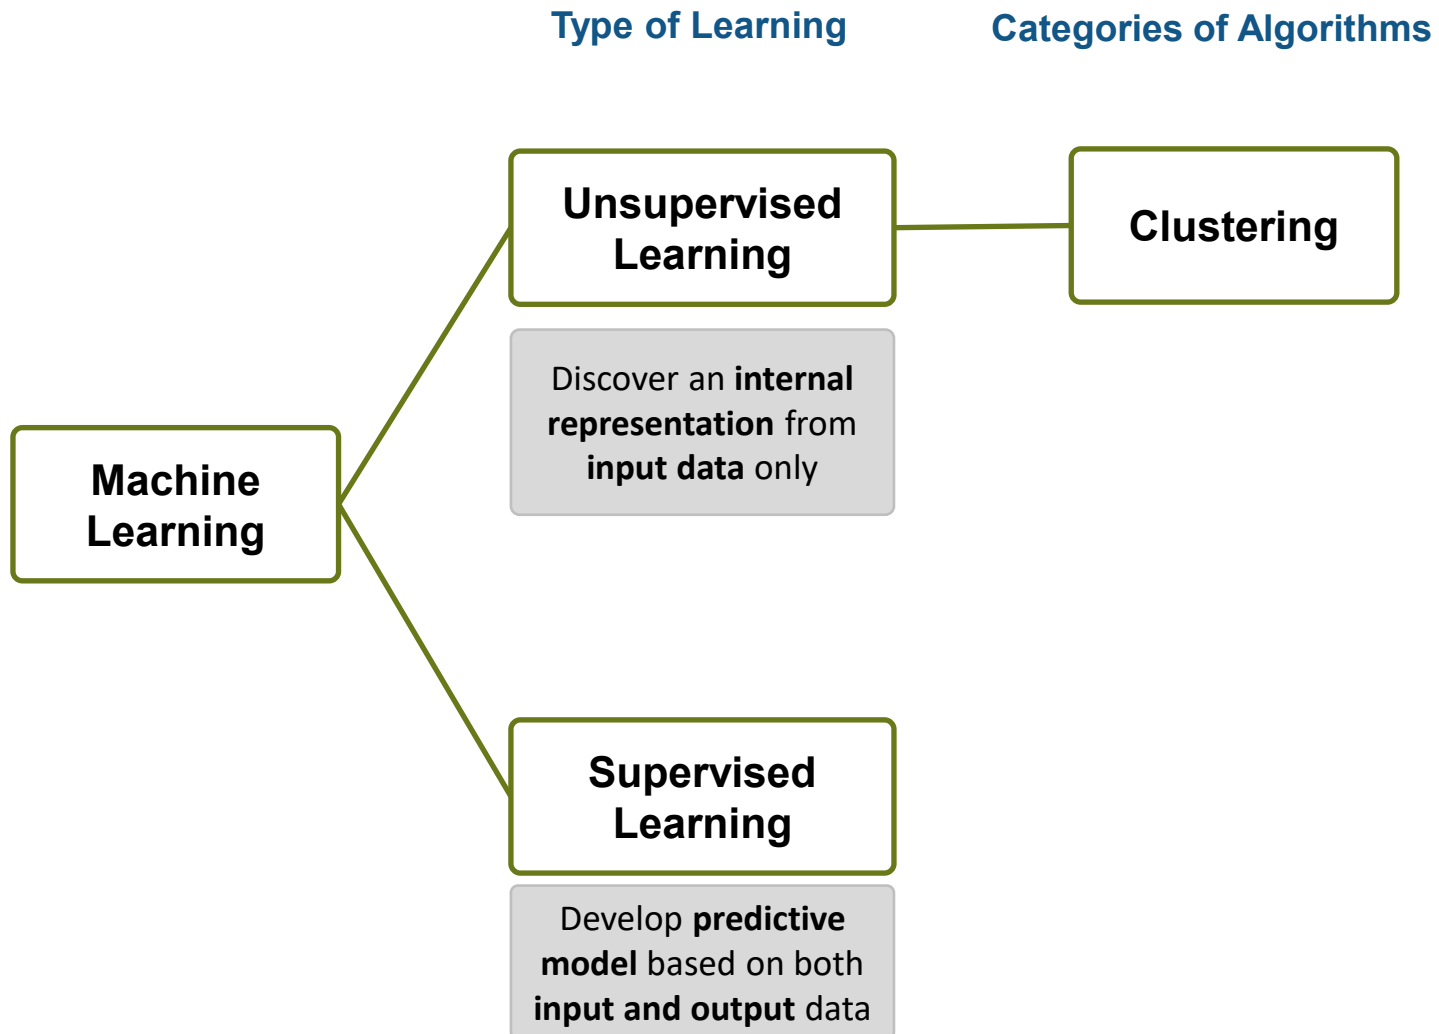 Type of Learning
Categories of Algorithms
Unsupervised
Learning
Clustering
Discover an internal
representation from
input data only
Machine
Learning
Supervised
Learning
Develop predictive
model based on both
input and output data